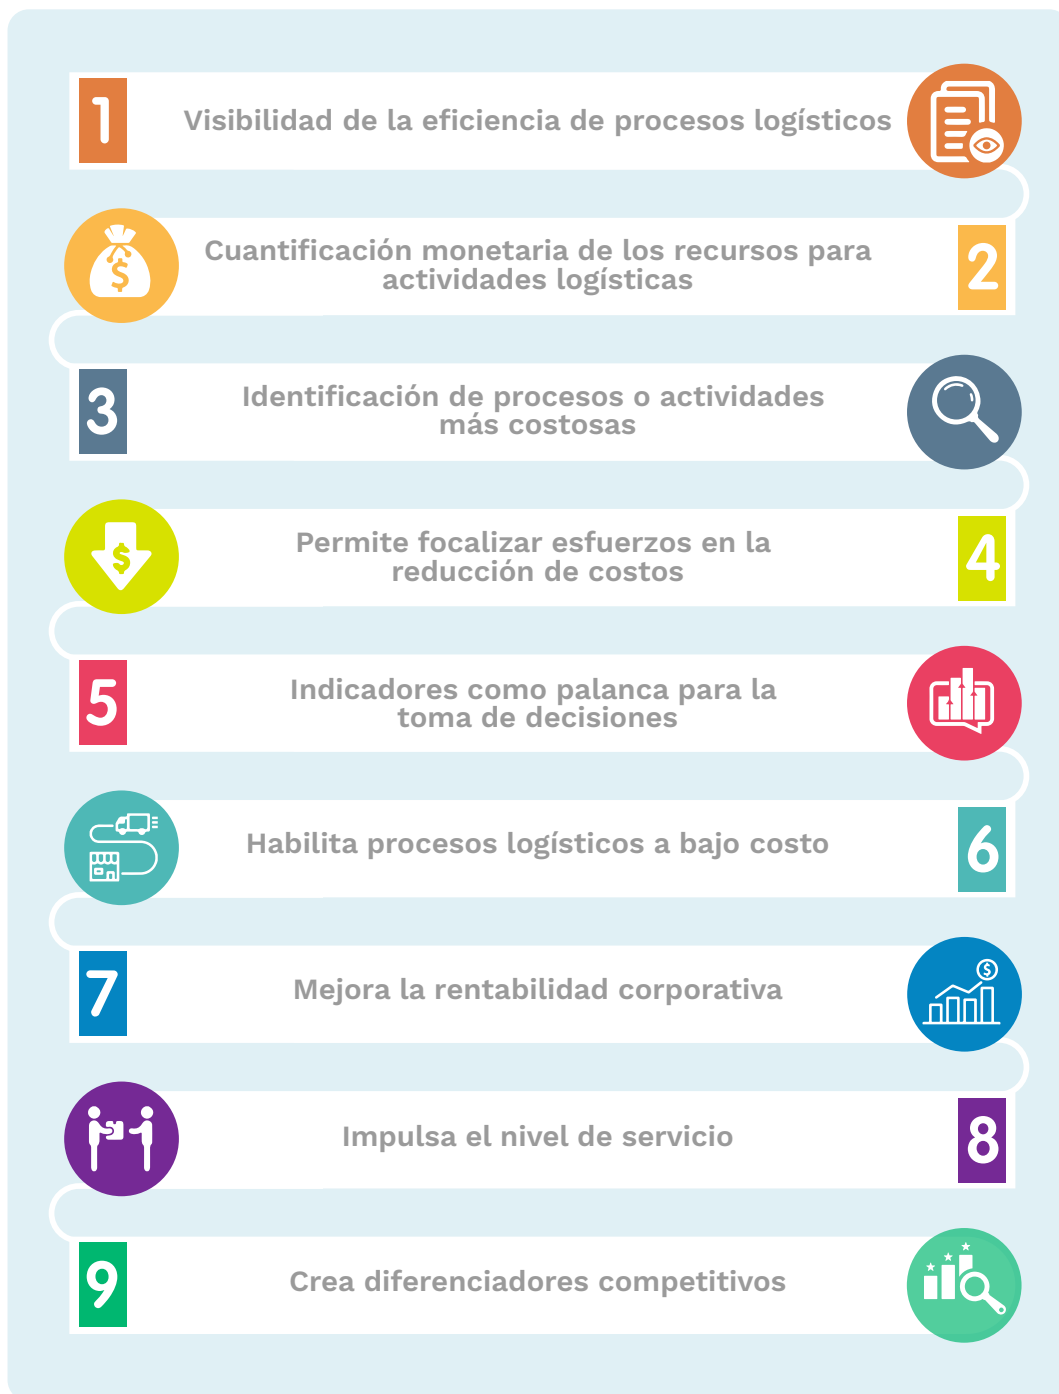 1
Visibilidad de la eficiencia de procesos logísticos
Cuantificación monetaria de los recursos para
actividades logísticas
$
2
3
Identificación de procesos o actividades
más costosas
$
Permite focalizar esfuerzos en la
reducción de costos
4
5
Indicadores como palanca para la
toma de decisiones
Habilita procesos logísticos a bajo costo
6
7
Mejora la rentabilidad corporativa
$
Impulsa el nivel de servicio
8
9
Crea diferenciadores competitivos